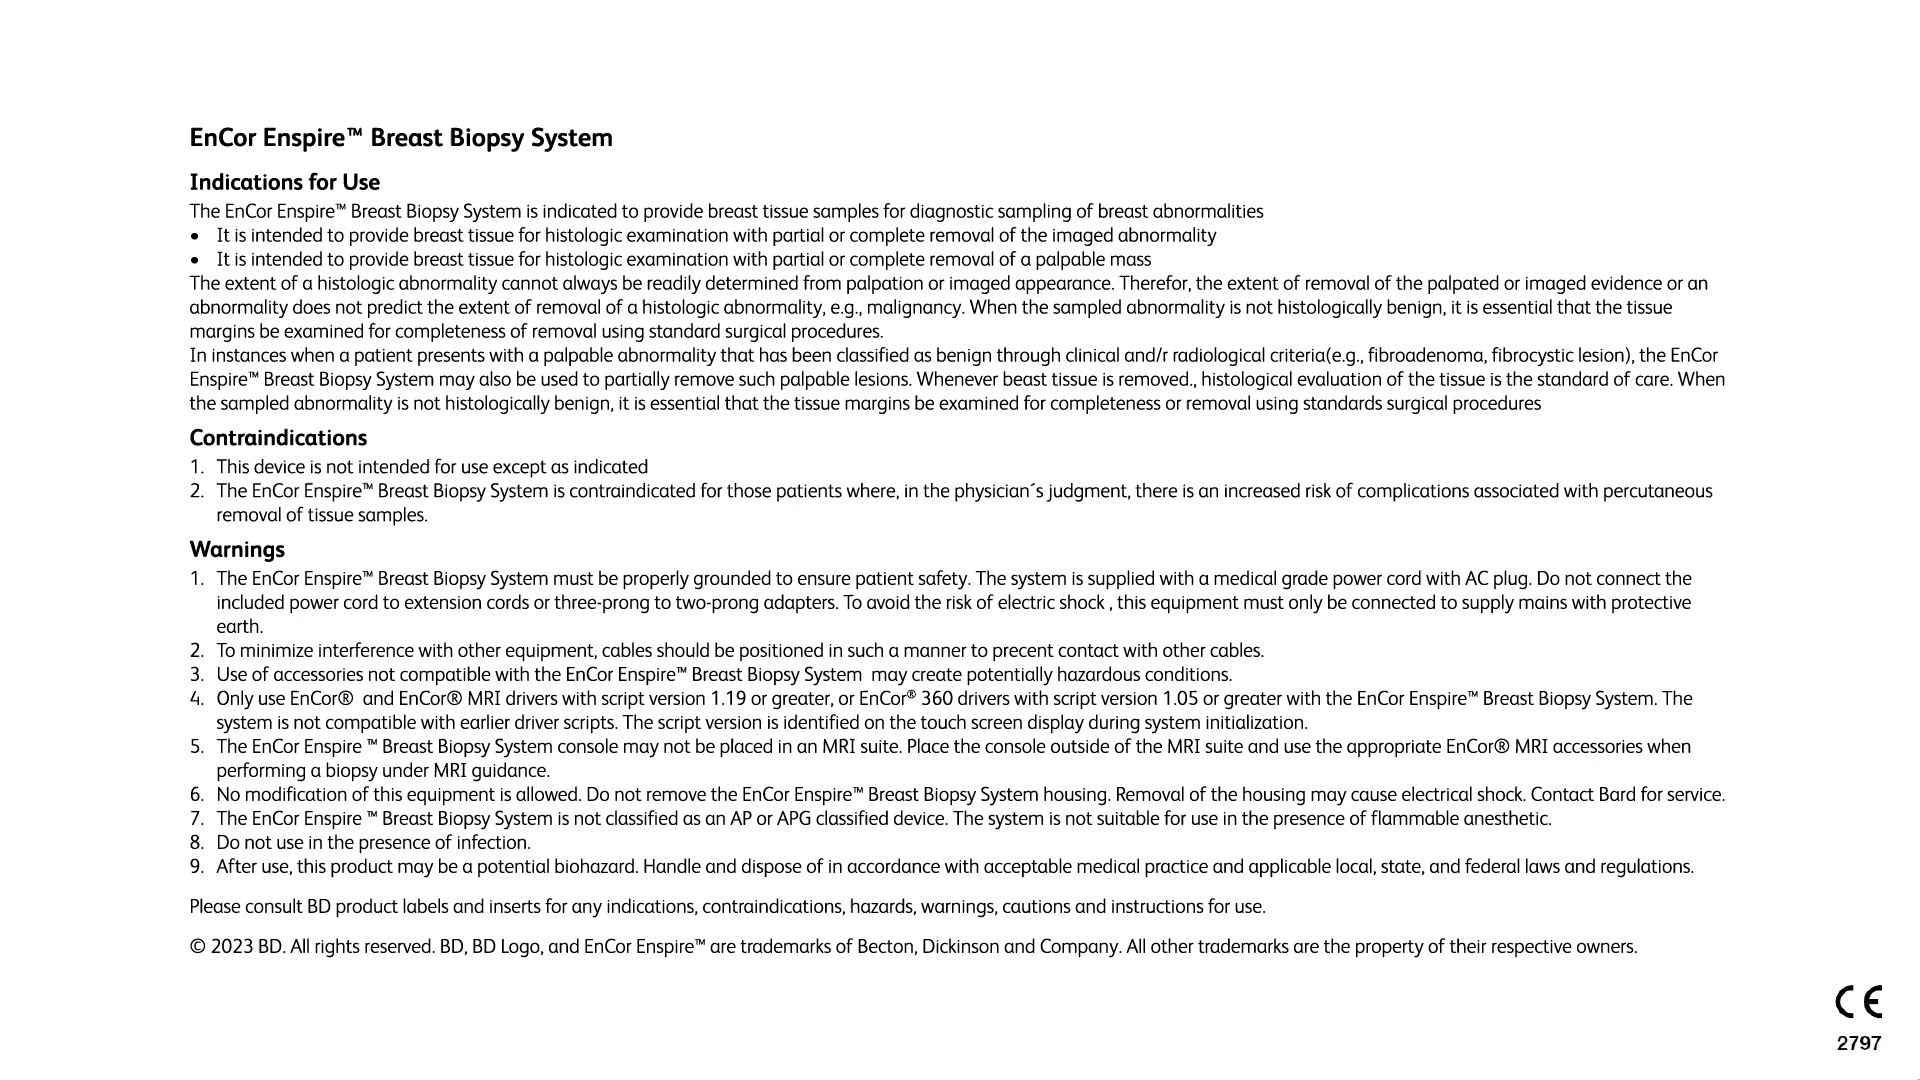 EnCor Enspire™ Breast Biopsy System
Indications for Use
The EnCor Enspire™ Breast Biopsy System is indicated to provide breast tissue samples for diagnostic sampling of breast abnormalities
• It is intended to provide breast tissue for histologic examination with partial or complete removal of the imaged abnormality
• It is intended to provide breast tissue for histologic examination with partial or complete removal of a palpable mass
The extent of a histologic abnormality cannot always be readily determined from palpation or imaged appearance. Therefor, the extent of removal of the palpated or imaged evidence or an
abnormality does not predict the extent of removal of a histologic abnormality, e.g., malignancy. When the sampled abnormality is not histologically benign, it is essential that the tissue
margins be examined for completeness of removal using standard surgical procedures.
In instances when a patient presents with a palpable abnormality that has been classified as benign through clinical and/r radiological criteria(e.g., fibroadenoma, fibrocystic lesion), the EnCor
Enspire™ Breast Biopsy System may also be used to partially remove such palpable lesions. Whenever beast tissue is removed., histological evaluation of the tissue is the standard of care. When
the sampled abnormality is not histologically benign, it is essential that the tissue margins be examined for completeness or removal using standards surgical procedures
Contraindications
1. This device is not intended for use except as indicated
2. The EnCor Enspire™ Breast Biopsy System is contraindicated for those patients where, in the physician´s judgment, there is an increased risk of complications associated with percutaneous
removal of tissue samples.
Warnings
1. The EnCor Enspire™ Breast Biopsy System must be properly grounded to ensure patient safety. The system is supplied with a medical grade power cord with AC plug. Do not connect the
included power cord to extension cords or three-prong to two-prong adapters. To avoid the risk of electric shock , this equipment must only be connected to supply mains with protective
earth.
2. To minimize interference with other equipment, cables should be positioned in such a manner to precent contact with other cables.
3. Use of accessories not compatible with the EnCor Enspire™ Breast Biopsy System  may create potentially hazardous conditions.
4. Only use EnCor®  and EnCor® MRI drivers with script version 1.19 or greater, or EnCor® 360 drivers with script version 1.05 or greater with the EnCor Enspire™ Breast Biopsy System. The
system is not compatible with earlier driver scripts. The script version is identified on the touch screen display during system initialization.
5. The EnCor Enspire ™ Breast Biopsy System console may not be placed in an MRI suite. Place the console outside of the MRI suite and use the appropriate EnCor® MRI accessories when
performing a biopsy under MRI guidance.
6. No modification of this equipment is allowed. Do not remove the EnCor Enspire™ Breast Biopsy System housing. Removal of the housing may cause electrical shock. Contact Bard for service.
7. The EnCor Enspire ™ Breast Biopsy System is not classified as an AP or APG classified device. The system is not suitable for use in the presence of flammable anesthetic.
8. Do not use in the presence of infection.
9. After use, this product may be a potential biohazard. Handle and dispose of in accordance with acceptable medical practice and applicable local, state, and federal laws and regulations.
Please consult BD product labels and inserts for any indications, contraindications, hazards, warnings, cautions and instructions for use.
© 2023 BD. All rights reserved. BD, BD Logo, and EnCor Enspire™ are trademarks of Becton, Dickinson and Company. All other trademarks are the property of their respective owners.
CE
2797